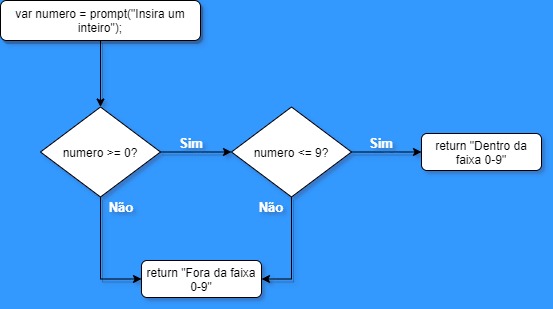 var numero = prompt("Insira um
inteiro");
numero >= 0?
Sim
numero <= 9?
Sim
return "Dentro da
faixa 0-9"
Não
Não
return "Fora da faixa
0-9"